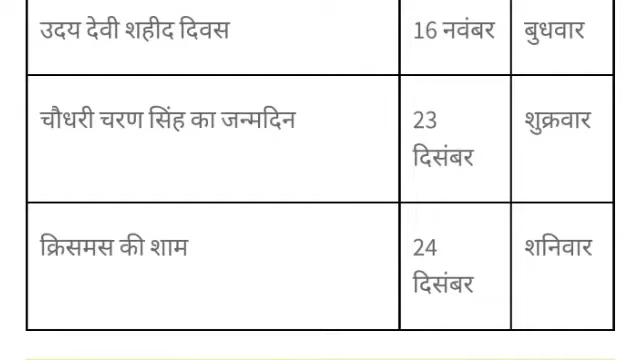 उदय देवी शहीद दिवस 16 नवंबर बुधवार
चौधरी चरण सिंह का जन्मदिन 23 शुक्रवार
दिसंबर
क्रिसमस की शाम 24 शनिवार
दिसंबर